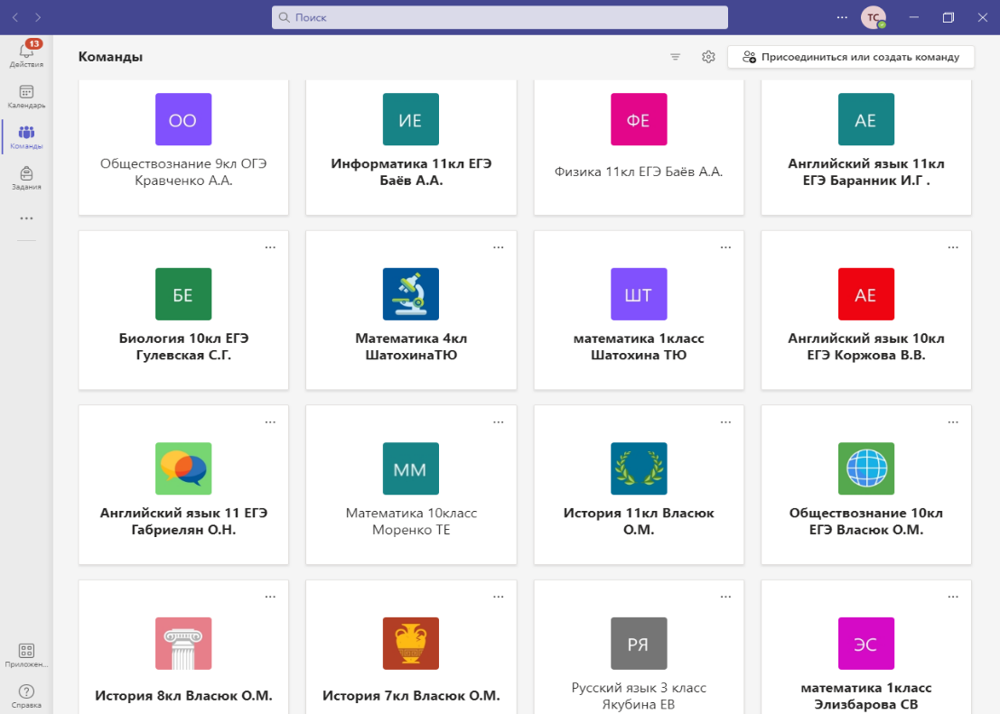 Поиск
ТС
13
Действия
Календарь
Команды
Задания
Приложен...
Справка
Команды
Присоединиться или создать команду
ОО
Обществознание 9кл ОГЭ
Кравченко А.А.
ИЕ
Информатика 11кл ЕГЭ
Баёв А.А.
ФЕ
Физика 11кл ЕГЭ Баёв А.А.
АЕ
Английский язык 11кл
ЕГЭ Баранник И.Г .
БЕ
Биология 10кл ЕГЭ
Гулевская С.Г.
Математика 4кл
ШатохинаТЮ
ШТ
математика 1класс
Шатохина ТЮ
АЕ
Английский язык 10кл
ЕГЭ Коржова В.В.
Английский язык 11 ЕГЭ
Габриелян О.Н.
ММ
Математика 10класс
Моренко ТЕ
История 11кл Власюк
О.М.
Обществознание 10кл
ЕГЭ Власюк О.М.
История 8кл Власюк О.М.
История 7кл Власюк О.М.
РЯ
Русский язык 3 класс
Якубина ЕВ
ЭС
математика 1класс
Элизбарова СВ